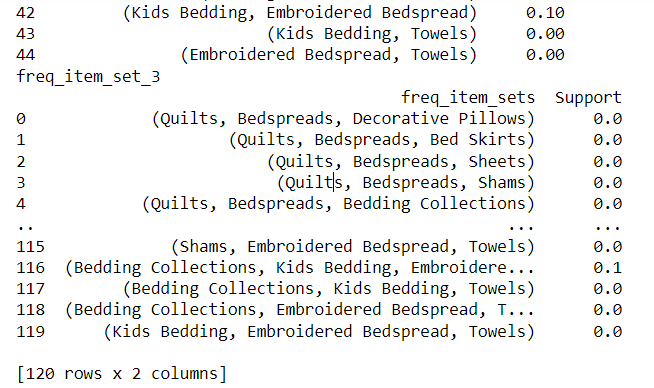 42 (Kids Bedding, Embroidered Bedspread) 0.10
43 (Kids Bedding, Towels) 0.00
44 (Embroidered Bedspread, Towels) 0.00
freq_item_set_3
freq_item_sets Support
0 (Quilts, Bedspreads, Decorative Pillows) 0.0
1 (Quilts, Bedspreads, Bed Skirts) 0.0
2 (Quilts, Bedspreads, Sheets) 0.0
3 (Quilts, Bedspreads, Shams) 0.0
4 (Quilts, Bedspreads, Bedding Collections) 0.0
.. ... ...
115 (Shams, Embroidered Bedspread, Towels) 0.0
116 (Bedding Collections, Kids Bedding, Embroidere... 0.1
117 (Bedding Collections, Kids Bedding, Towels) 0.0
118 (Bedding Collections, Embroidered Bedspread, T... 0.0
119 (Kids Bedding, Embroidered Bedspread, Towels) 0.0
[120 rows x 2 columns]